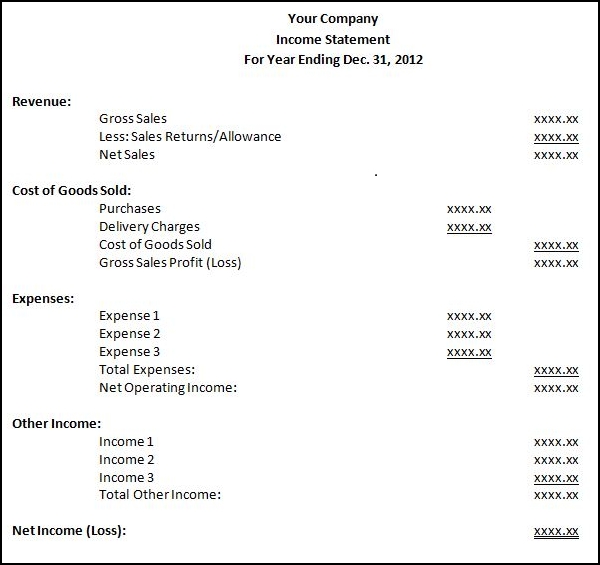 Your Company
Income Statement
For Year Ending Dec. 31, 2012
Revenue:
Gross Sales xxxx.xx
Less: Sales Returns/Allowance xxxx.xx
Net Sales xxxx.xx
Cost of Goods Sold:
Purchases xxxx.xx
Delivery Charges xxxx.xx
Cost of Goods Sold xxxx.xx
Gross Sales Profit (Loss) xxxx.xx
Expenses:
Expense 1 xxxx.xx
Expense 2 xxxx.xx
Expense 3 xxxx.xx
Total Expenses: xxxx.xx
Net Operating Income: xxxx.xx
Other Income:
Income 1 xxxx.xx
Income 2 xxxx.xx
Income 3 xxxx.xx
Total Other Income: xxxx.xx
Net Income (Loss): xxxx.xx